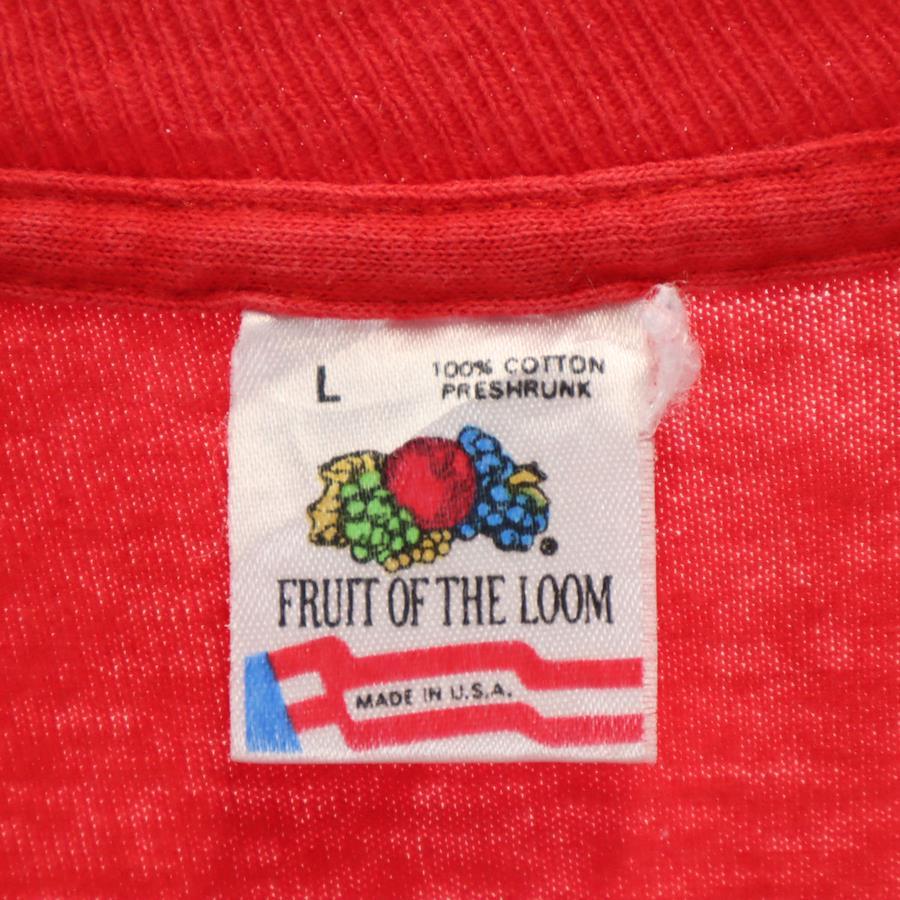 L
100% COTTON
PRESHRUNK
FRUIT OF THE LOOM
MADE IN U.S.A.